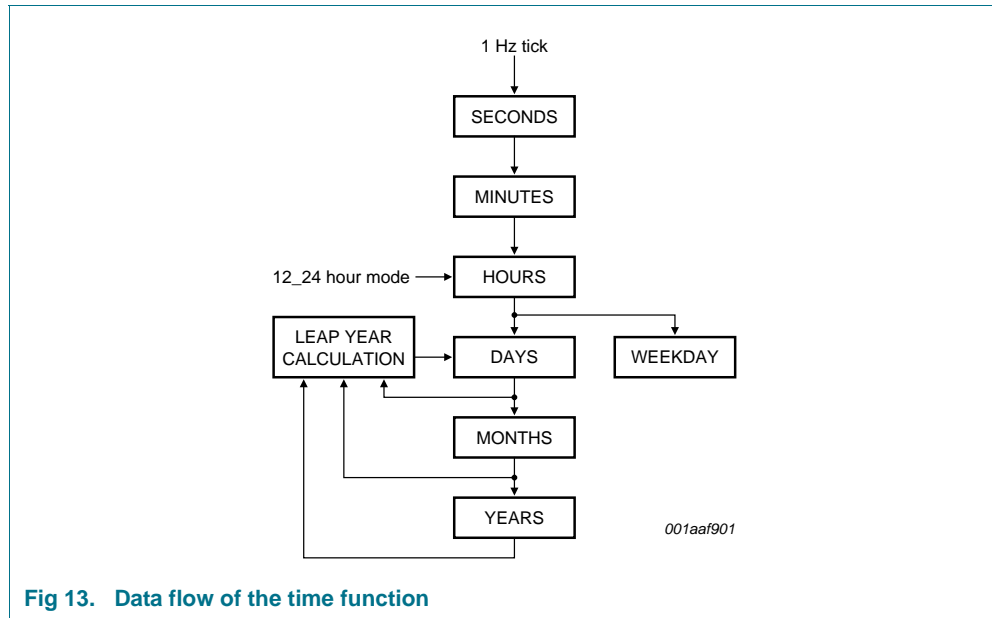 1 Hz tick
SECONDS
MINUTES
12_24 hour mode
HOURS
LEAP YEAR
CALCULATION
DAYS
WEEKDAY
MONTHS
YEARS
001aaf901
Fig 13. Data flow of the time function